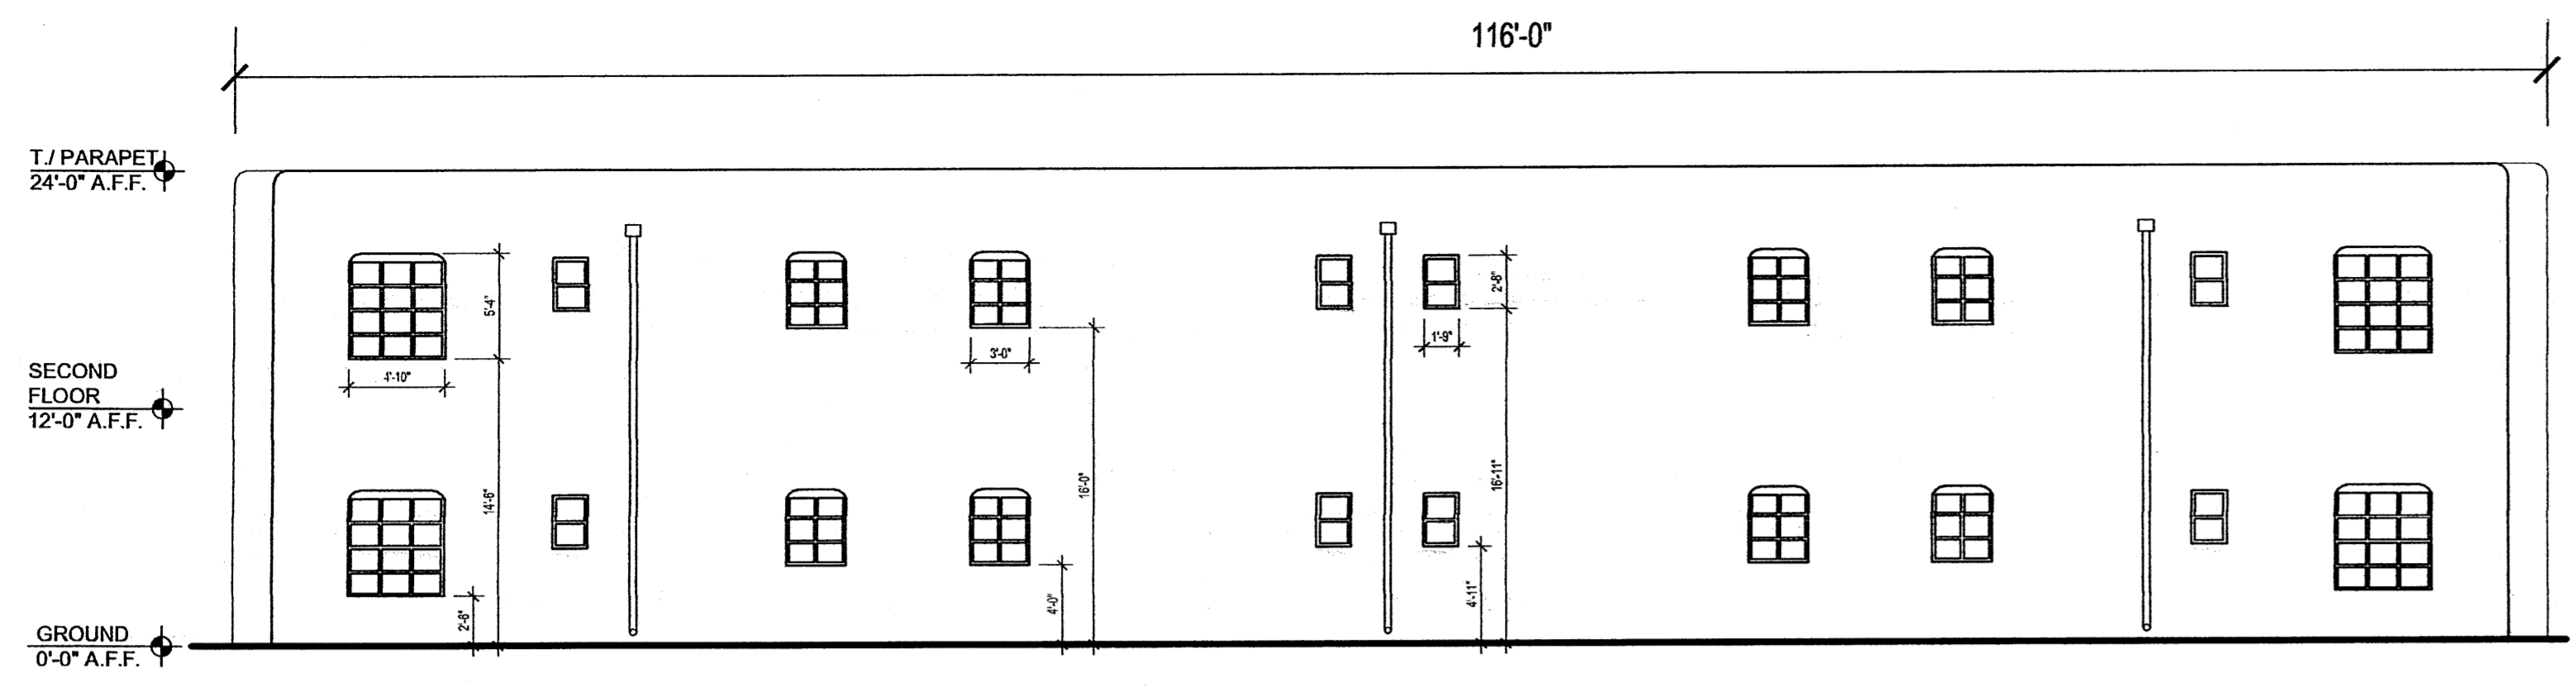 116'-0"
T./ PARAPET
24'-0" A.F.F.
SECOND
FLOOR
12'-0" A.F.F.
GROUND
0'-0" A.F.F.
5'-4"
4'-10"
14'-6"
2'-6"
3'-0"
16'-0"
4'-0"
2'-8"
1'-9"
16'-11"
4'-11"